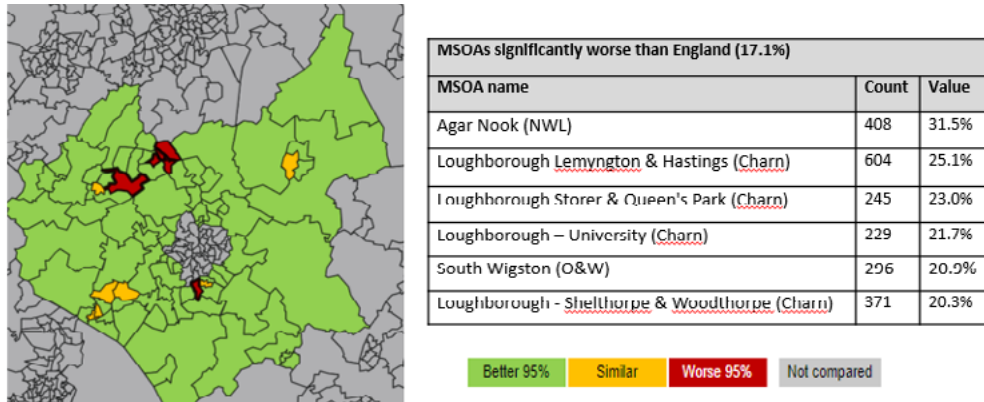 MSOAs significantly worse than England (17.1%)
MSOA name Count Value
Agar Nook (NWL) 408 31.5%
Loughborough Lemyngton & Hastings (Charn) 604 25.1%
Loughborough Storer & Queen's Park (Charn) 245 23.0%
Loughborough – University (Charn) 229 21.7%
South Wigston (O&W) 296 20.9%
Loughborough - Shelthorpe & Woodthorpe (Charn) 371 20.3%
Better 95% Similar Worse 95% Not compared